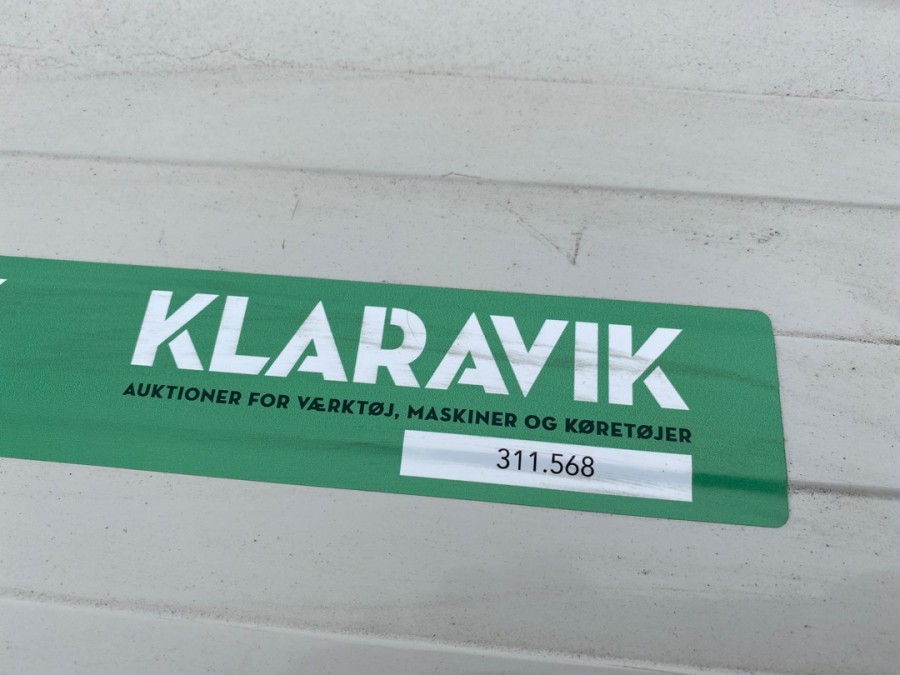 KLARAVIK
AUKTIONER FOR VÆRKTØJ, MASKINER OG KØRETØJER
311.568